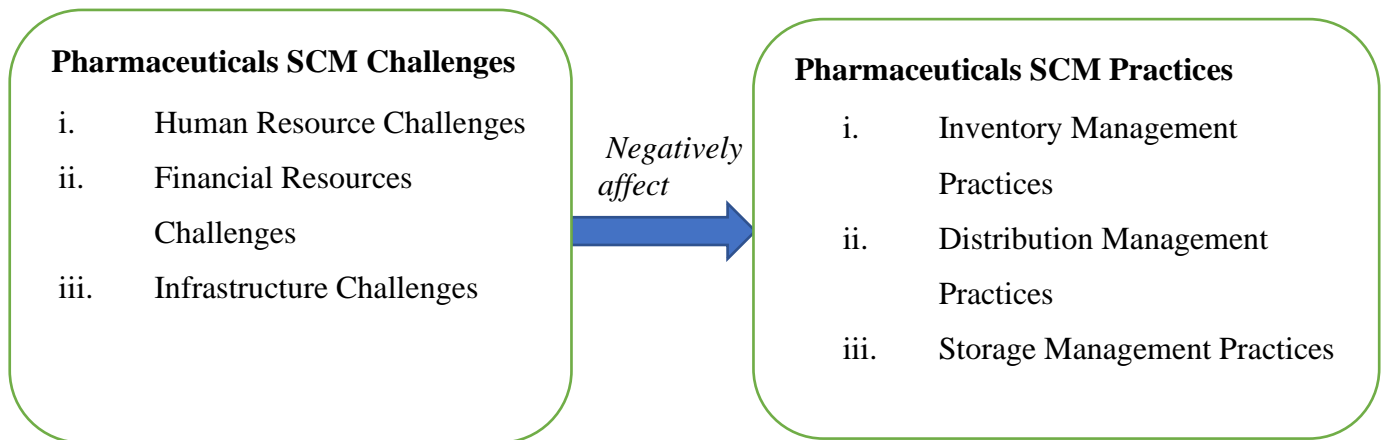 Pharmaceuticals SCM Challenges
i. Human Resource Challenges
ii. Financial Resources
Challenges
iii. Infrastructure Challenges
Negatively
affect
Pharmaceuticals SCM Practices
i. Inventory Management
Practices
ii. Distribution Management
Practices
iii. Storage Management Practices